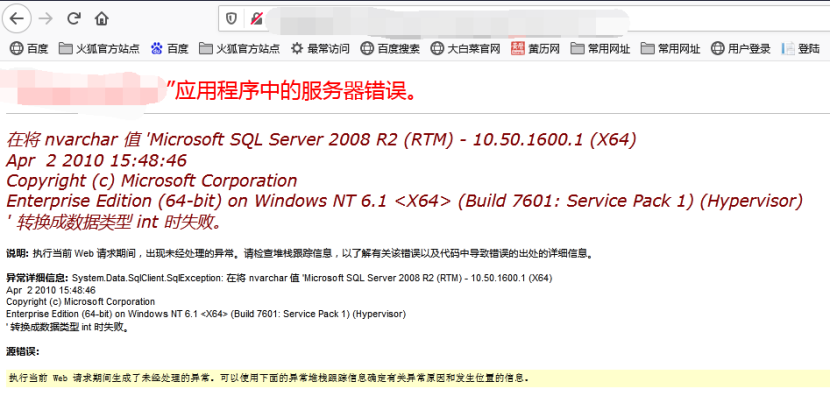 百度 火狐官方站点 百度 火狐官方站点 最常访问 百度搜索 大白菜官网 黄历网 常用网址 常用网址 用户登录 登陆
”应用程序中的服务器错误。
在将 nvarchar 值 'Microsoft SQL Server 2008 R2 (RTM) - 10.50.1600.1 (X64)
Apr 2 2010 15:48:46
Copyright (c) Microsoft Corporation
Enterprise Edition (64-bit) on Windows NT 6.1 <X64> (Build 7601: Service Pack 1) (Hypervisor)
' 转换成数据类型 int 时失败。
说明: 执行当前 Web 请求期间，出现未经处理的异常。请检查堆栈跟踪信息，以了解有关该错误以及代码中导致错误的出处的详细信息。
异常详细信息: System.Data.SqlClient.SqlException: 在将 nvarchar 值 'Microsoft SQL Server 2008 R2 (RTM) - 10.50.1600.1 (X64)
Apr 2 2010 15:48:46
Copyright (c) Microsoft Corporation
Enterprise Edition (64-bit) on Windows NT 6.1 <X64> (Build 7601: Service Pack 1) (Hypervisor)
' 转换成数据类型 int 时失败。
源错误:
执行当前 Web 请求期间生成了未经处理的异常。可以使用下面的异常堆栈跟踪信息确定有关异常原因和发生位置的信息。